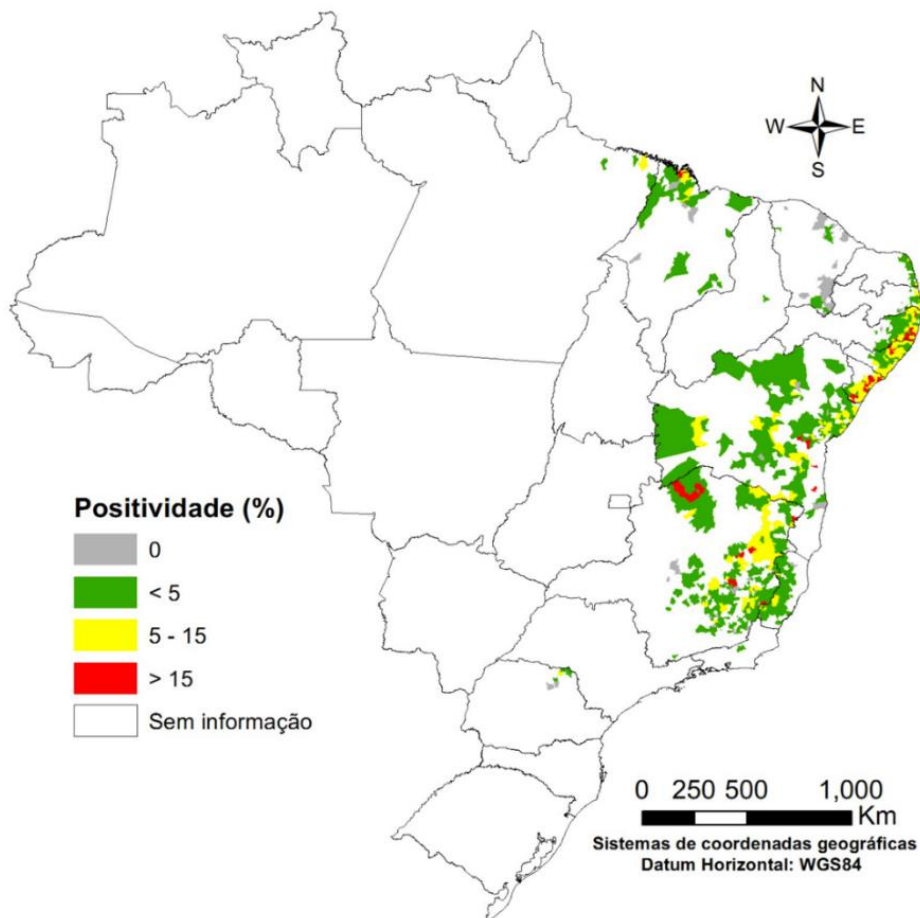 N
W E
S
Positividade (%)
0
< 5
5 - 15
> 15
Sem informação
0 250 500 1,000
Km
Sistemas de coordenadas geográficas
Datum Horizontal: WGS84